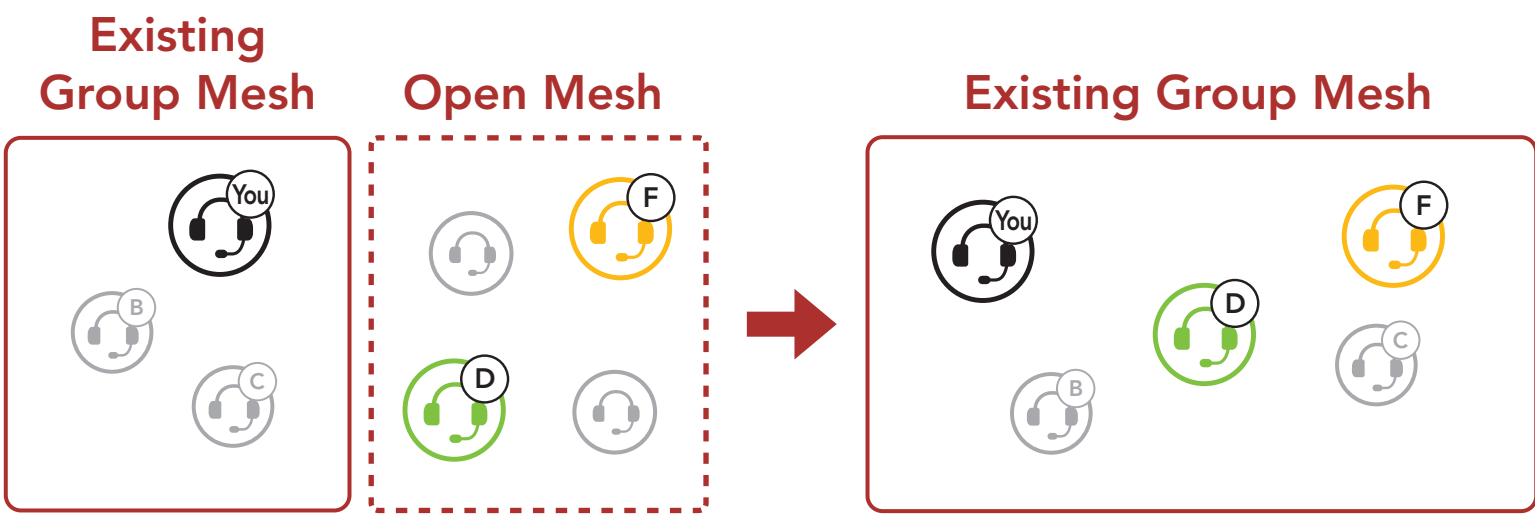 Existing
Group Mesh
Open Mesh
Existing Group Mesh
You
B
C
F
D
You
F
D
C
B